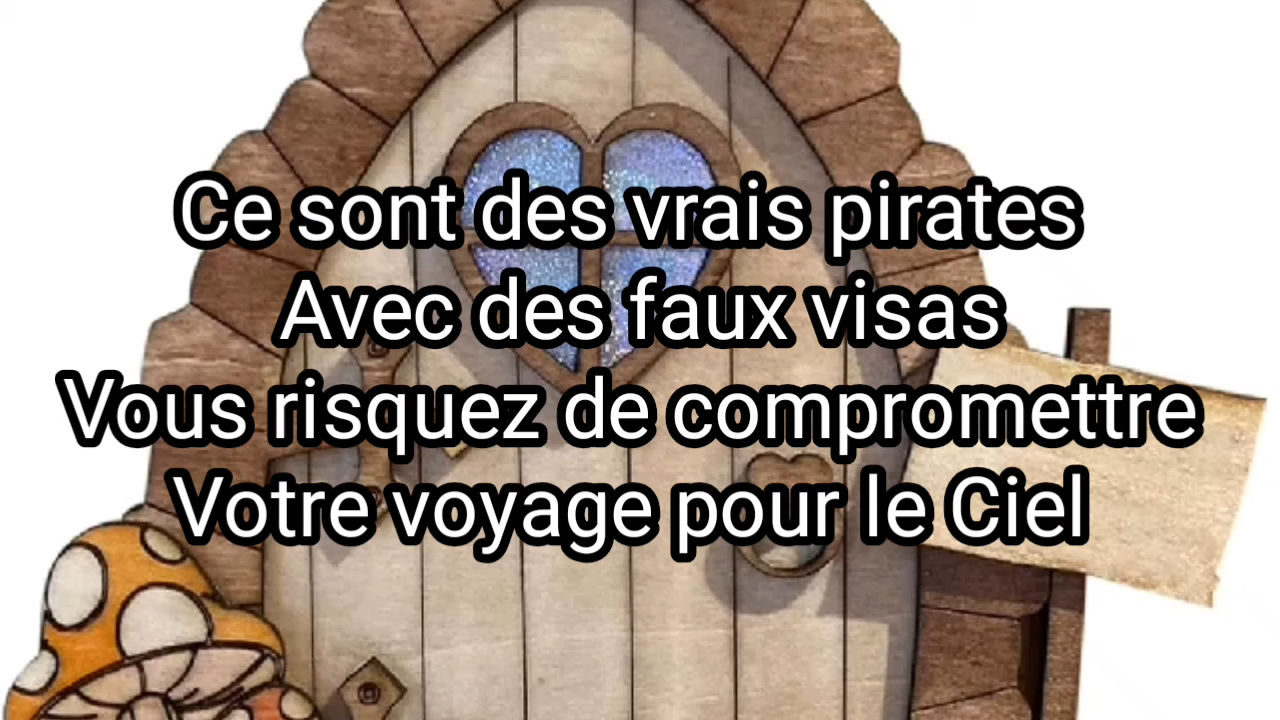 Ce sont des vrais pirates
Avec des faux visas
Vous risquez de compromettre
Votre voyage pour le Ciel